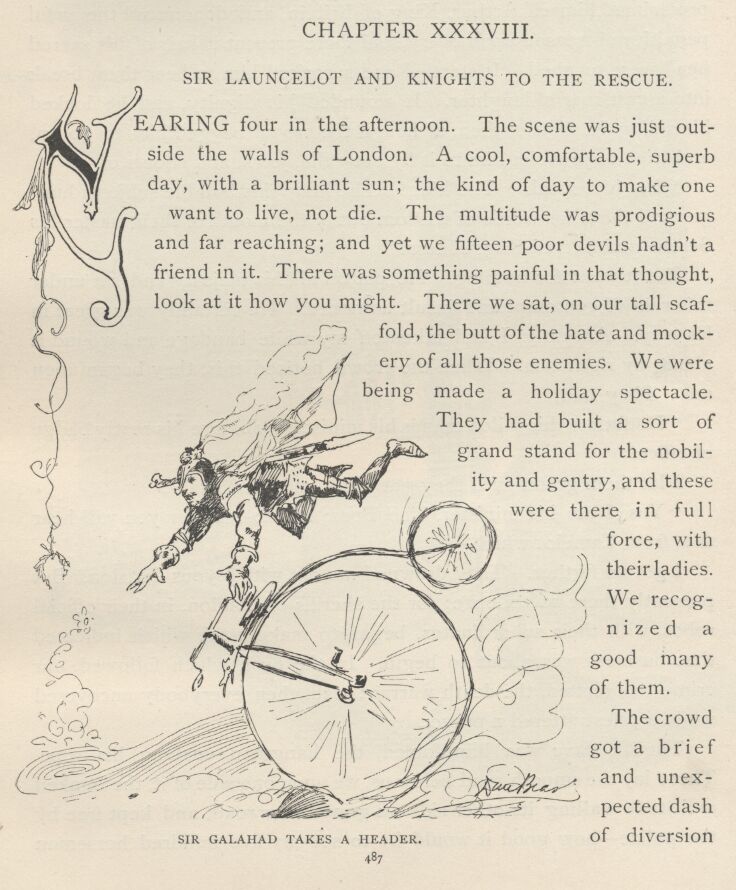 CHAPTER XXXVIII.
SIR LAUNCELOT AND KNIGHTS TO THE RESCUE.
NEARING four in the afternoon. The scene was just out-
side the walls of London. A cool, comfortable, superb
day, with a brilliant sun; the kind of day to make one
want to live, not die. The multitude was prodigious
and far reaching; and yet we fifteen poor devils hadn't a
friend in it. There was something painful in that thought,
look at it how you might. There we sat, on our tall scaf-
fold, the butt of the hate and mock-
ery of all those enemies. We were
being made a holiday spectacle.
They had built a sort of
grand stand for the nobil-
ity and gentry, and these
were there in full
force, with
their ladies.
We recog-
nized a
good many
of them.
The crowd
got a brief
and unex-
pected dash
of diversion
Dan Beard
SIR GALAHAD TAKES A HEADER.
487